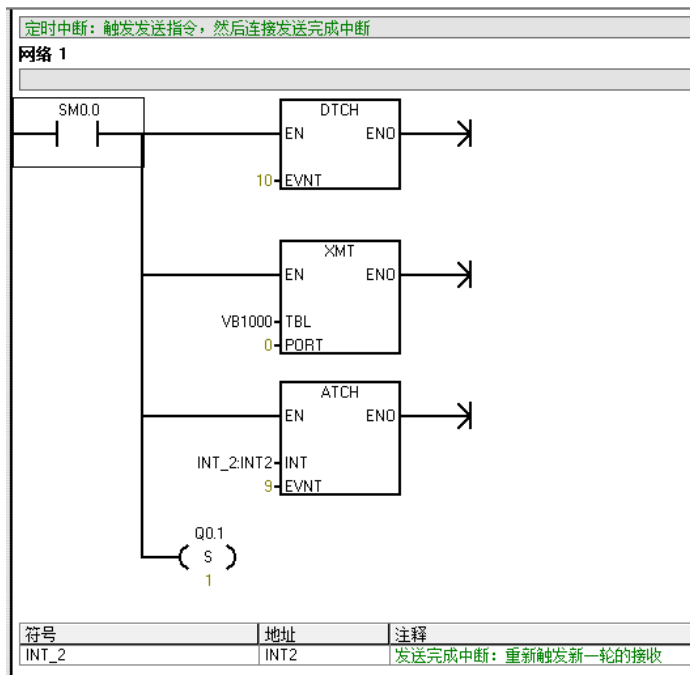 定时中断：触发发送指令，然后连接发送完成中断
网络 1
SM0.0
DTCH
EN ENO
10 EVNT
XMT
EN ENO
VB1000 TBL
0 PORT
ATCH
EN ENO
INT_2:INT2 INT
9 EVNT
Q0.1
S
1
符号 地址 注释
INT_2 INT2 发送完成中断：重新触发新一轮的接收